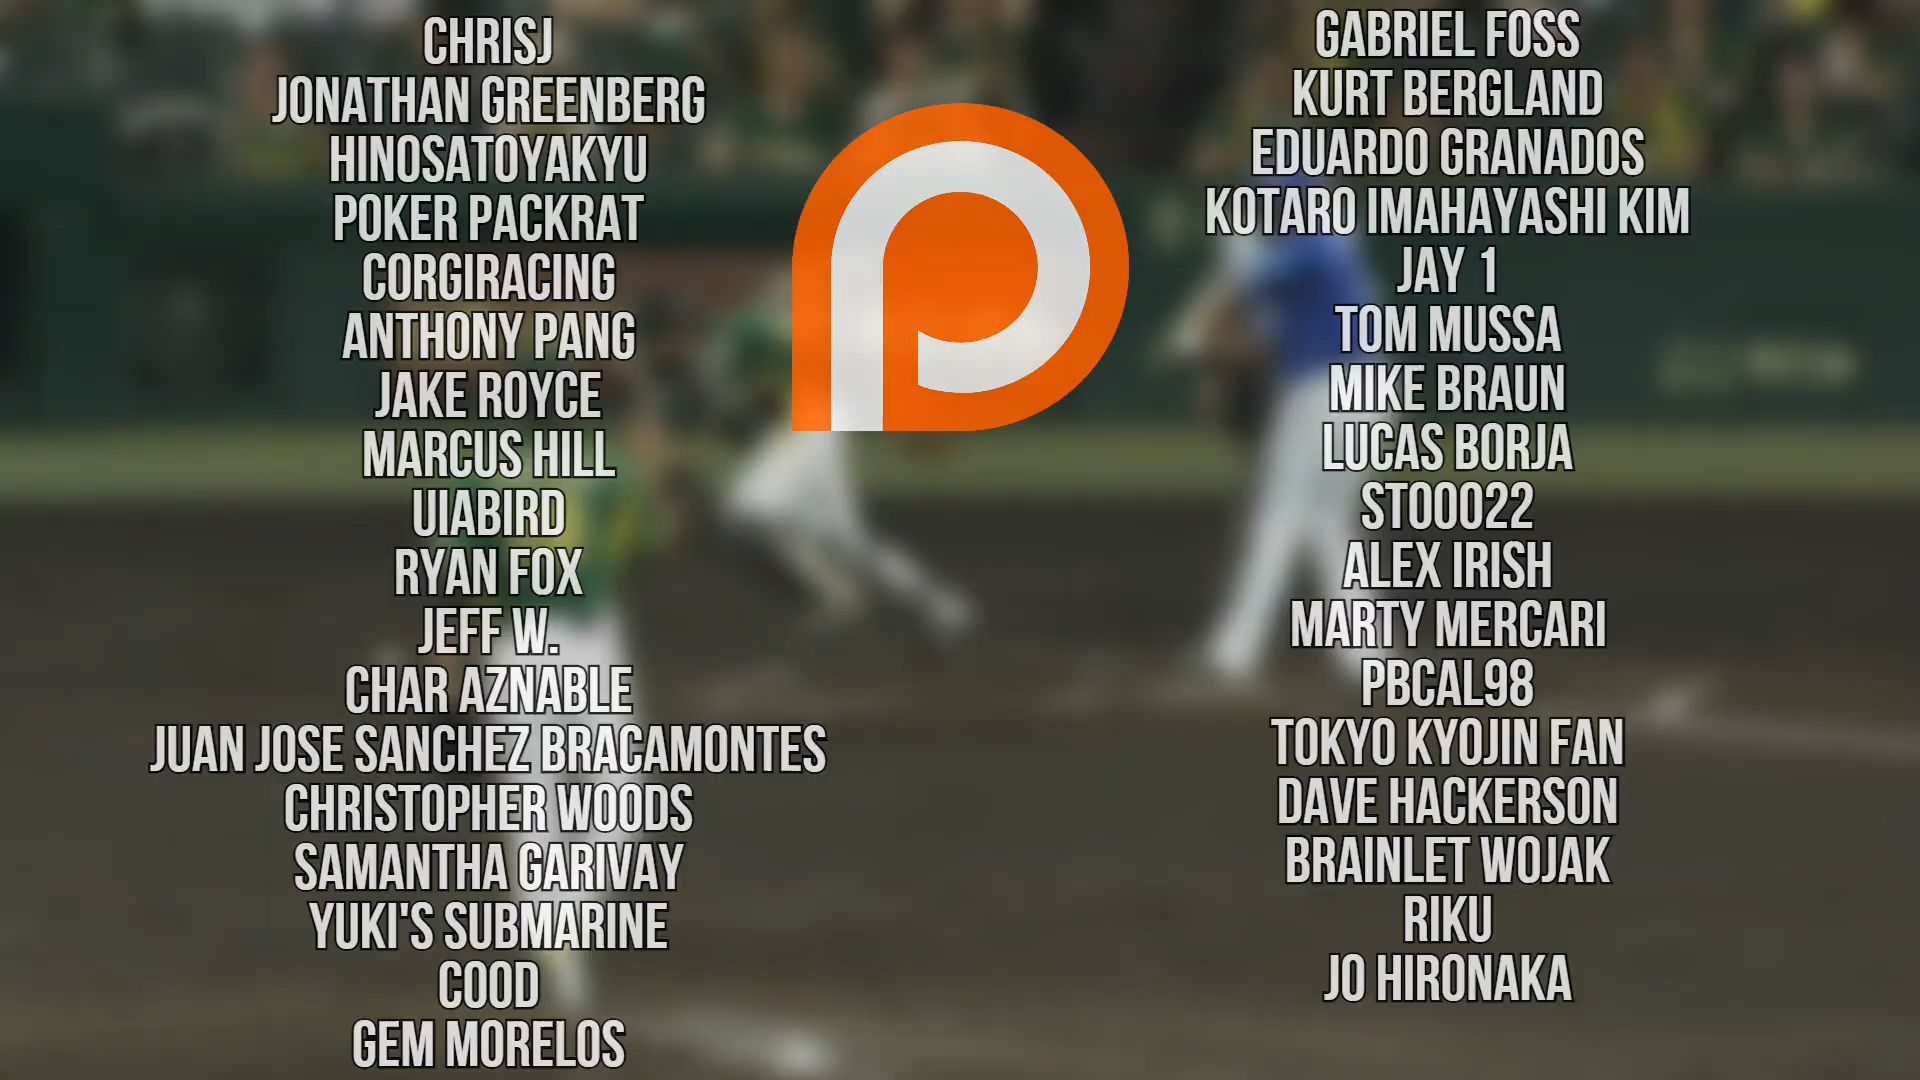 CHRISJ
JONATHAN GREENBERG
HINOSATOYAKYU
POKER PACKRAT
CORGIRACING
ANTHONY PANG
JAKE ROYCE
MARCUS HILL
UIABIRD
RYAN FOX
JEFF W.
CHAR AZNABLE
JUAN JOSE SANCHEZ BRACAMONTES
CHRISTOPHER WOODS
SAMANTHA GARIVAY
YUKI'S SUBMARINE
COOD
GEM MORELOS
GABRIEL FOSS
KURT BERGLAND
EDUARDO GRANADOS
KOTARO IMAHAYASHI KIM
JAY 1
TOM MUSSA
MIKE BRAUN
LUCAS BORJA
STOOO22
ALEX IRISH
MARTY MERCARI
PBCAL98
TOKYO KYOJIN FAN
DAVE HACKERSON
BRAINLET WOJAK
RIKU
JO HIRONAKA